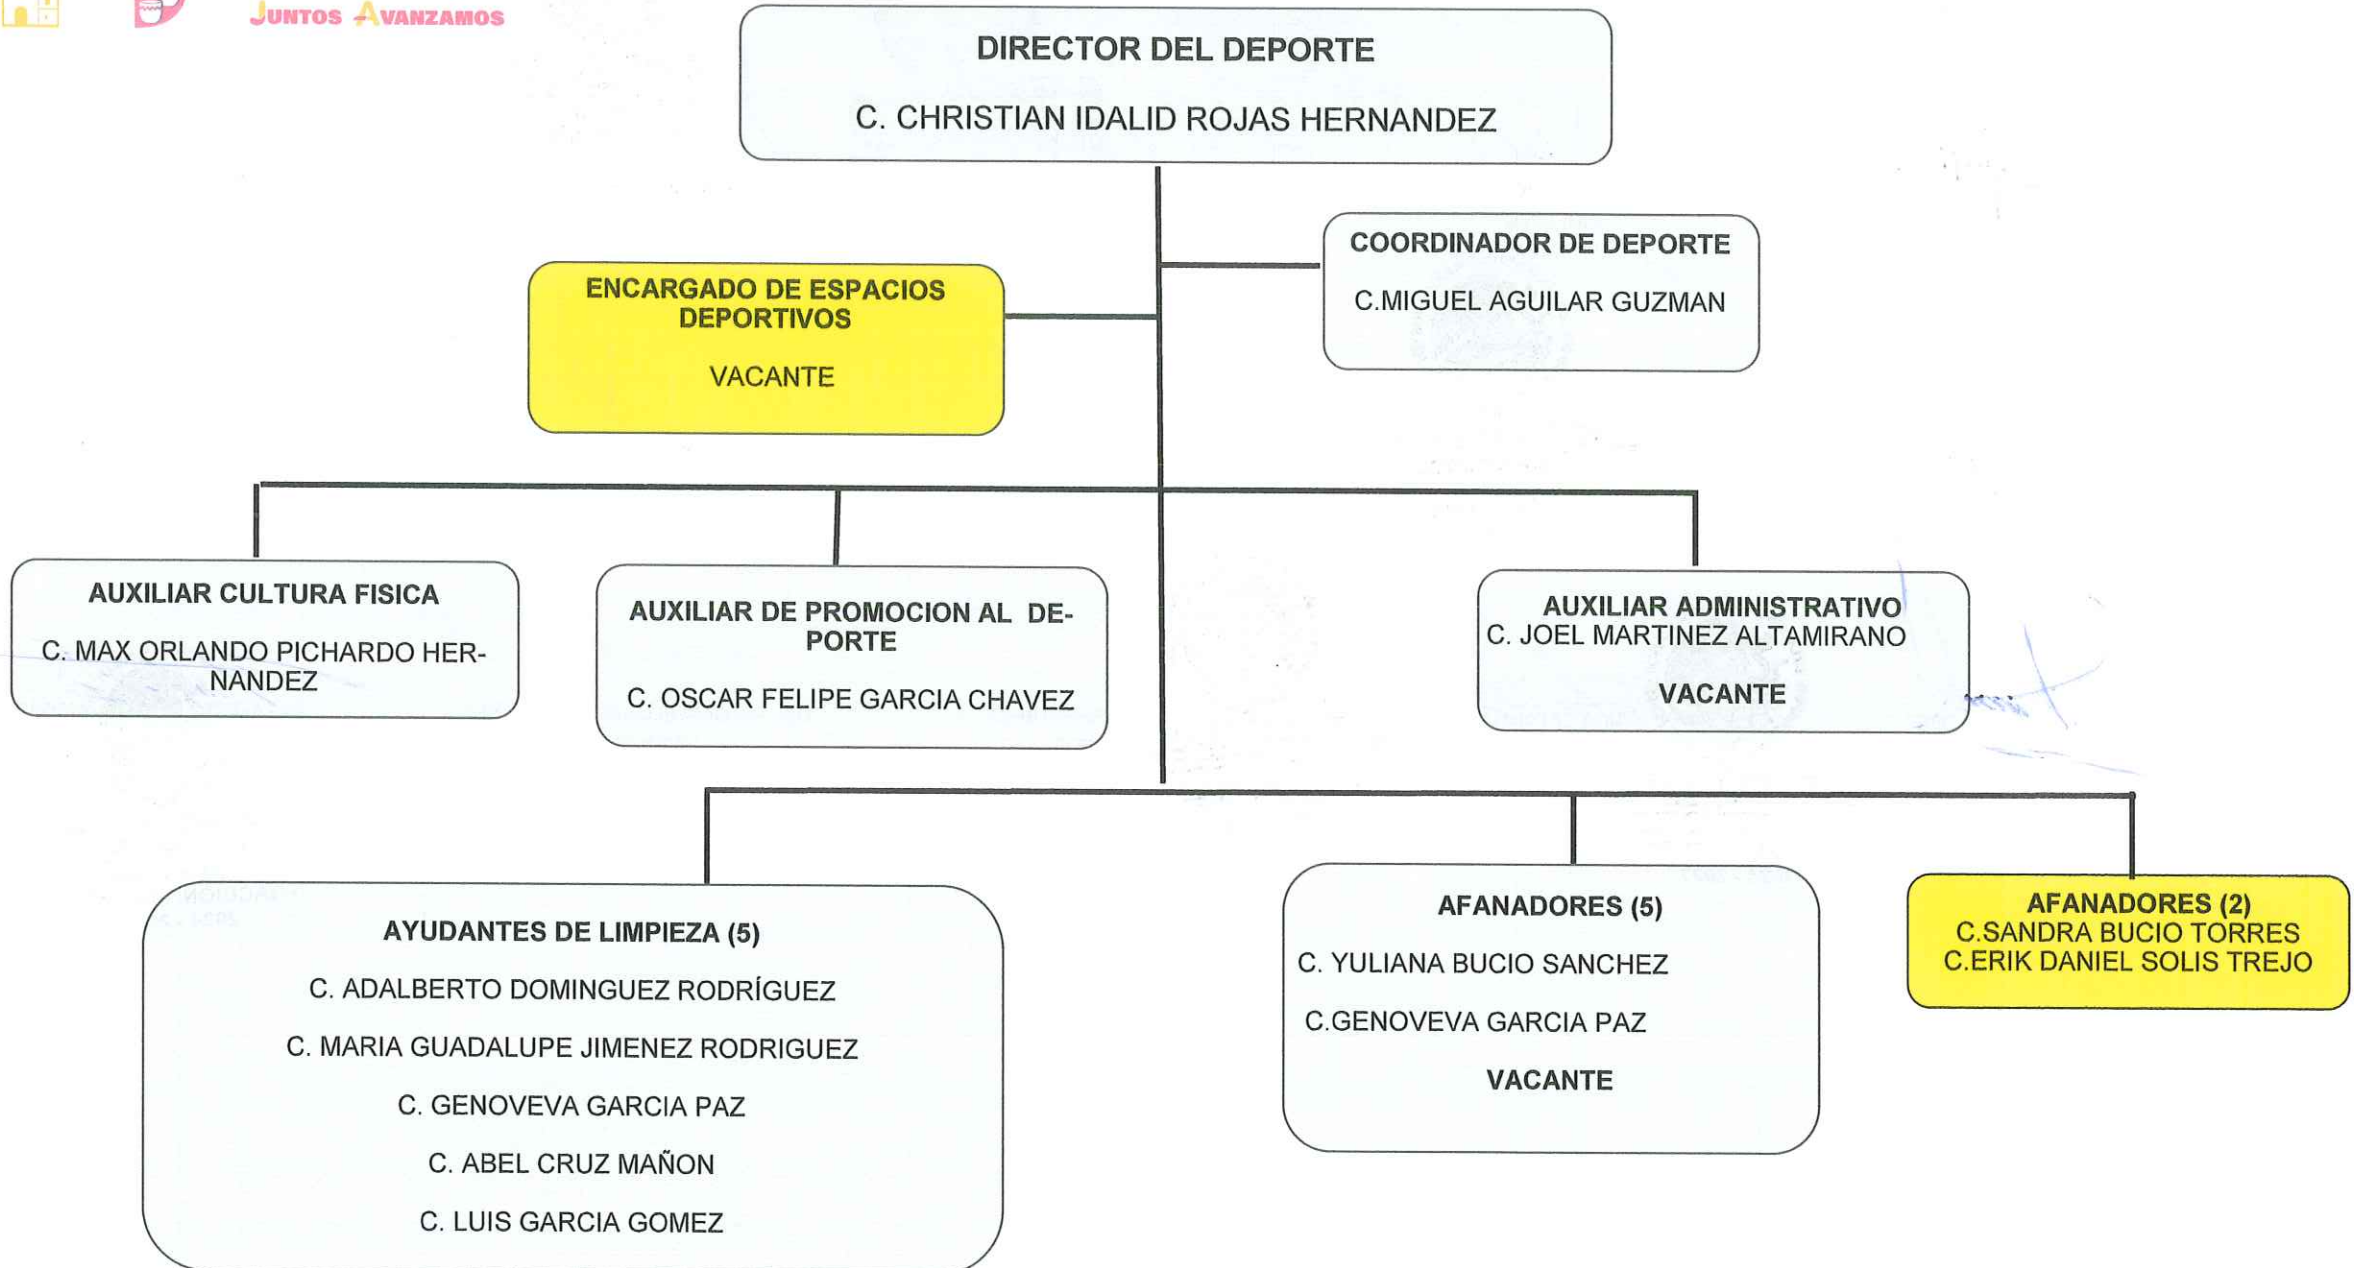 JUNTOS AVANZAMOS
DIRECTOR DEL DEPORTE
C. CHRISTIAN IDALID ROJAS HERNANDEZ
COORDINADOR DE DEPORTE
C.MIGUEL AGUILAR GUZMAN
ENCARGADO DE ESPACIOS
DEPORTIVOS
VACANTE
AUXILIAR CULTURA FISICA
C. MAX ORLANDO PICHARDO HER-
NANDEZ
AUXILIAR DE PROMOCION AL DE-
PORTE
C. OSCAR FELIPE GARCIA CHAVEZ
AUXILIAR ADMINISTRATIVO
C. JOEL MARTINEZ ALTAMIRANO
VACANTE
AYUDANTES DE LIMPIEZA (5)
C. ADALBERTO DOMINGUEZ RODRÍGUEZ
C. MARIA GUADALUPE JIMENEZ RODRIGUEZ
C. GENOVEVA GARCIA PAZ
C. ABEL CRUZ MAÑON
C. LUIS GARCIA GOMEZ
AFANADORES (5)
C. YULIANA BUCIO SANCHEZ
C.GENOVEVA GARCIA PAZ
VACANTE
AFANADORES (2)
C.SANDRA BUCIO TORRES
C.ERIK DANIEL SOLIS TREJO